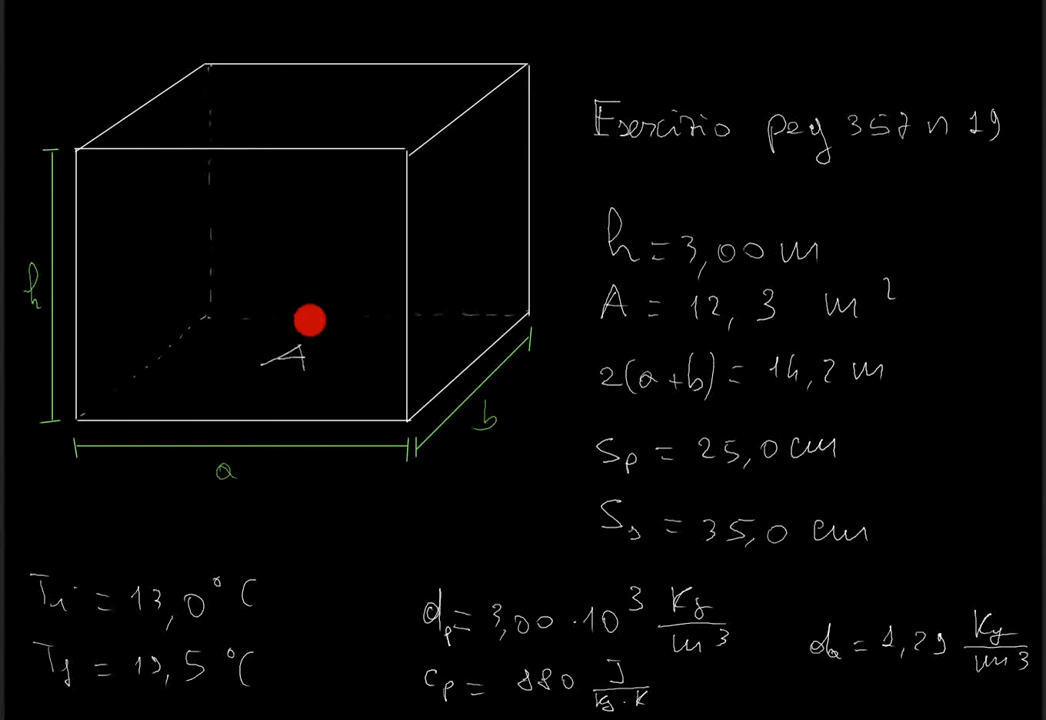 Esercizio pag 357 n 19
h = 3,00 m
A = 12,3 m²
2(a+b) = 14,2 m
Sp = 25,0 cm
Ss = 35,0 cm
h
A
b
a
Ti = 13,0°C
Tf = 19,5°C
dp = 3,00 · 10³ Kg/m³
cp = 880 J/kg·K
da = 1,29 Kg/m³